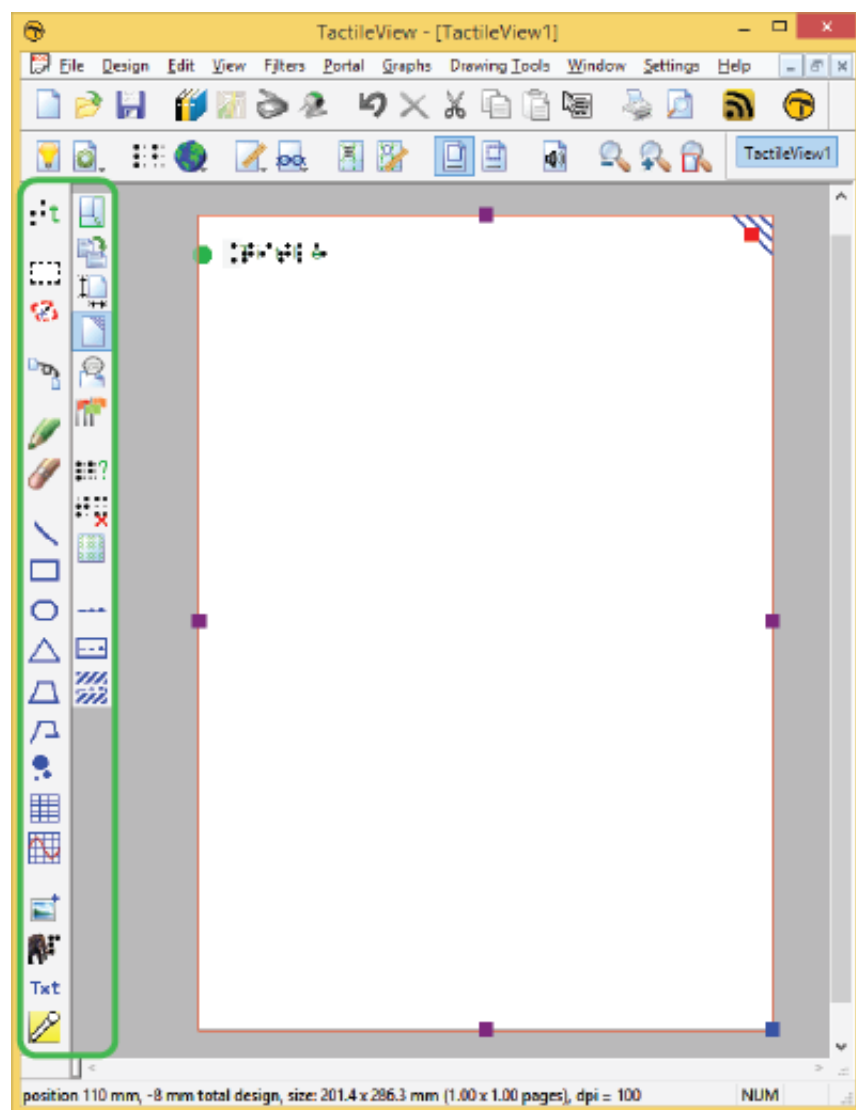 TactileView - [TactileView1]
File Design Edit View Filters Portal Graphs Drawing Tools Window Settings Help
TactileView1
t
?
Txt
position 110 mm, -8 mm total design, size: 201.4 x 286.3 mm (1.00 x 1.00 pages), dpi = 100 NUM